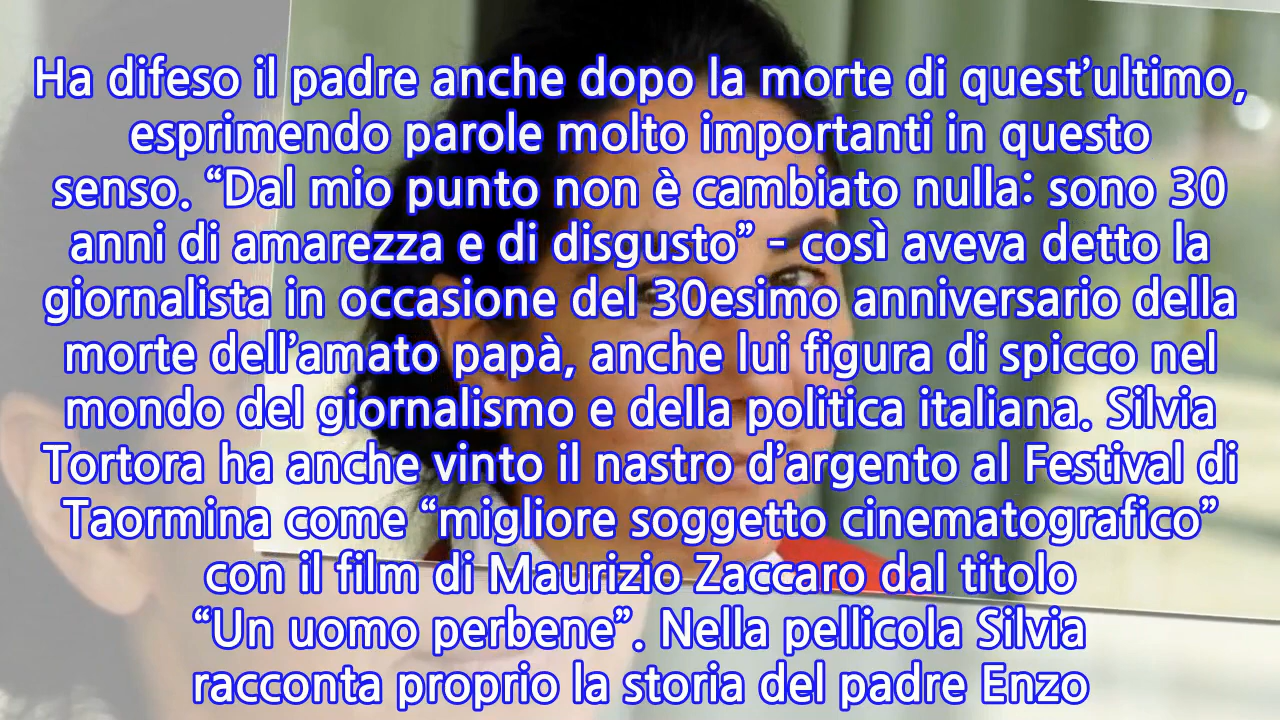 Ha difeso il padre anche dopo la morte di quest’ultimo,
esprimendo parole molto importanti in questo
senso. “Dal mio punto non è cambiato nulla: sono 30
anni di amarezza e di disgusto” - così aveva detto la
giornalista in occasione del 30esimo anniversario della
morte dell’amato papà, anche lui figura di spicco nel
mondo del giornalismo e della politica italiana. Silvia
Tortora ha anche vinto il nastro d’argento al Festival di
Taormina come “migliore soggetto cinematografico”
con il film di Maurizio Zaccaro dal titolo
“Un uomo perbene”. Nella pellicola Silvia
racconta proprio la storia del padre Enzo